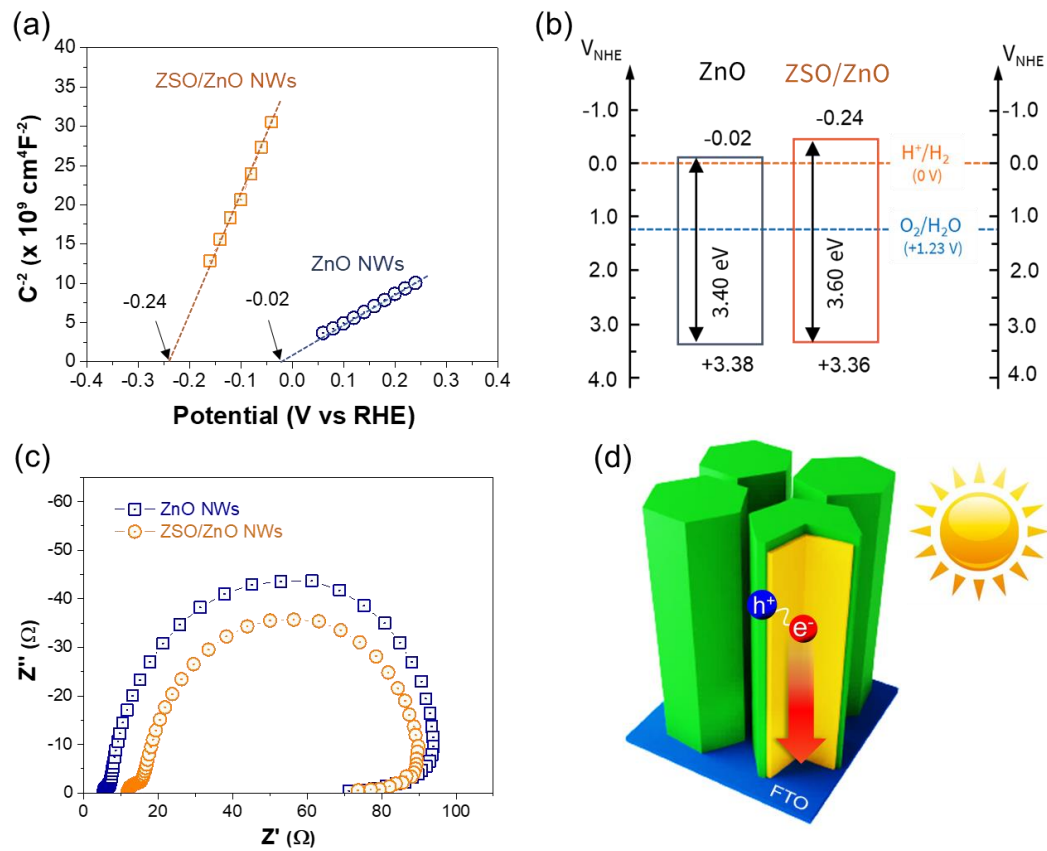 (a)
40
35
30
25
20
15
10
5
0
C⁻² (x 10⁹ cm⁴F⁻²)
ZSO/ZnO NWs
ZnO NWs
-0.24
-0.02
-0.4 -0.3 -0.2 -0.1 0.0 0.1 0.2 0.3 0.4
Potential (V vs RHE)
(b)
V_NHE
ZnO
ZSO/ZnO
V_NHE
-1.0
0.0
1.0
2.0
3.0
4.0
-0.02
-0.24
3.40 eV
3.60 eV
+3.38
+3.36
H⁺/H₂
(0 V)
O₂/H₂O
(+1.23 V)
-1.0
0.0
1.0
2.0
3.0
4.0
(c)
-60
-50
-40
-30
-20
-10
0
Z'' (Ω)
ZnO NWs
ZSO/ZnO NWs
0 20 40 60 80 100
Z' (Ω)
(d)
h⁺
e⁻
FTO